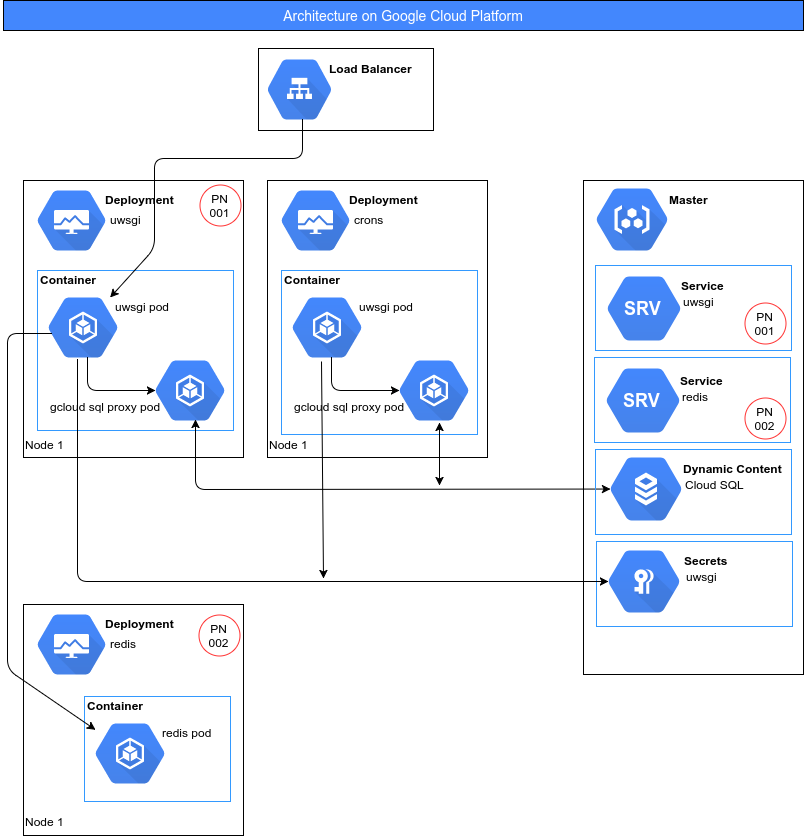 Architecture on Google Cloud Platform
Load Balancer
Deployment
uwsgi
PN
001
Container
uwsgi pod
gcloud sql proxy pod
Node 1
Deployment
crons
Container
uwsgi pod
gcloud sql proxy pod
Node 1
Master
SRV
Service
uwsgi
PN
001
SRV
Service
redis
PN
002
Dynamic Content
Cloud SQL
Secrets
uwsgi
Deployment
redis
PN
002
Container
redis pod
Node 1